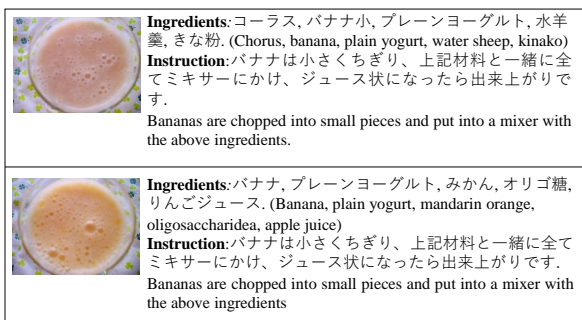 Ingredients:コーラス, バナナ小, プレーンヨーグルト, 水羊
羹, きな粉. (Chorus, banana, plain yogurt, water sheep, kinako)
Instruction:バナナは小さくちぎり、上記材料と一緒に全
てミキサーにかけ、ジュース状になったら出来上がりで
す.
Bananas are chopped into small pieces and put into a mixer with
the above ingredients.
Ingredients:バナナ, プレーンヨーグルト, みかん, オリゴ糖,
りんごジュース. (Banana, plain yogurt, mandarin orange,
oligosaccharidea, apple juice)
Instruction:バナナは小さくちぎり、上記材料と一緒に全て
ミキサーにかけ、ジュース状になったら出来上がりです.
Bananas are chopped into small pieces and put into a mixer with
the above ingredients